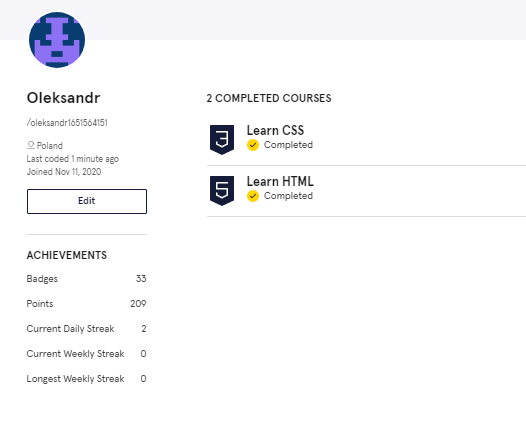 Oleksandr
/oleksandr1651564151
Poland
Last coded 1 minute ago
Joined Nov 11, 2020
Edit
ACHIEVEMENTS
Badges 33
Points 209
Current Daily Streak 2
Current Weekly Streak 0
Longest Weekly Streak 0
2 COMPLETED COURSES
3
Learn CSS
Completed
5
Learn HTML
Completed